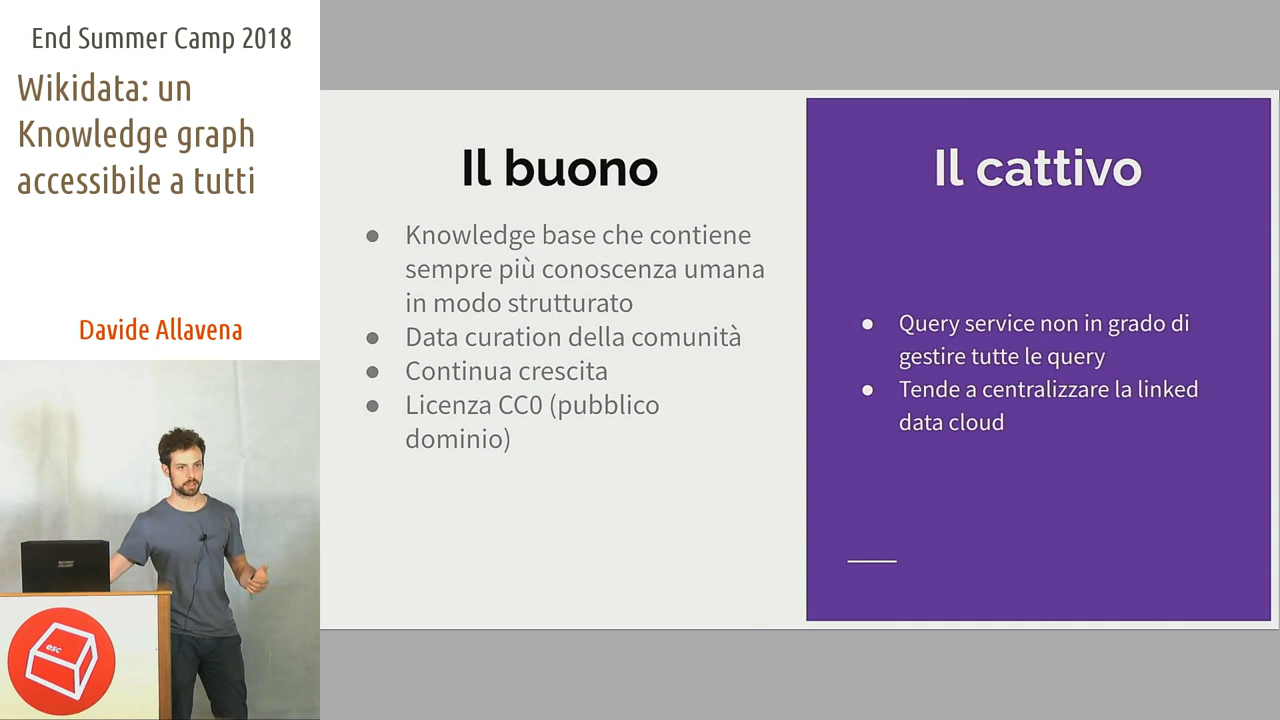 End Summer Camp 2018
Wikidata: un
Knowledge graph
accessibile a tutti
Davide Allavena
esc
Il buono
● Knowledge base che contiene
sempre più conoscenza umana
in modo strutturato
● Data curation della comunità
● Continua crescita
● Licenza CC0 (pubblico
dominio)
Il cattivo
● Query service non in grado di
gestire tutte le query
● Tende a centralizzare la linked
data cloud